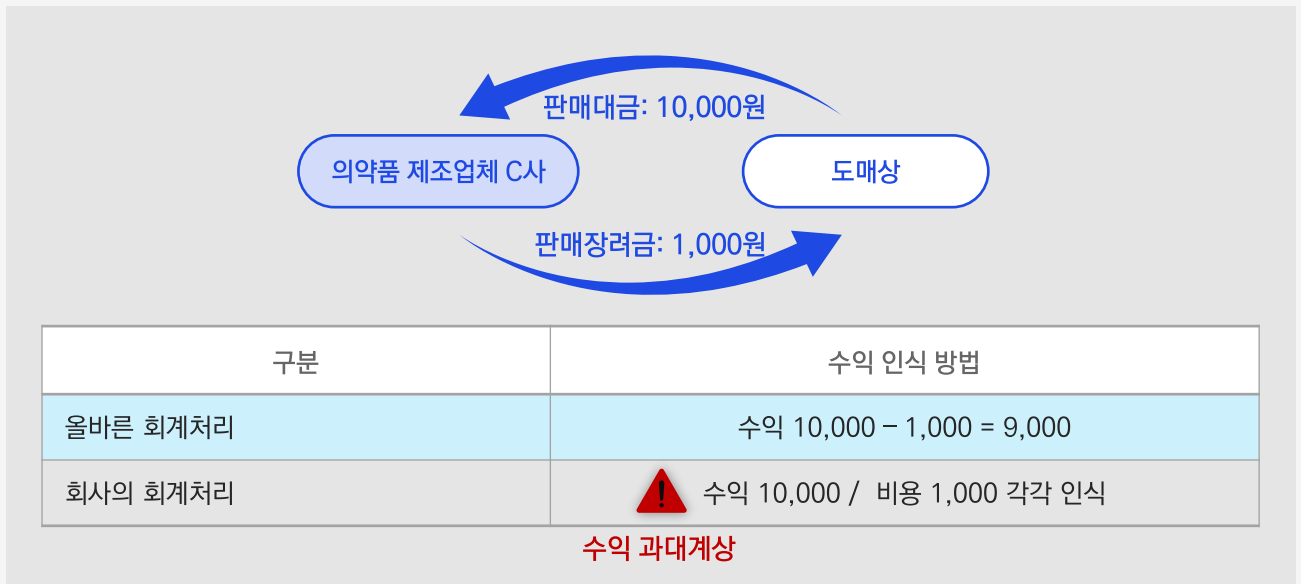 판매대금: 10,000원
의약품 제조업체 C사
도매상
판매장려금: 1,000원
구분
수익 인식 방법
올바른 회계처리
수익 10,000 – 1,000 = 9,000
회사의 회계처리
! 수익 10,000 / 비용 1,000 각각 인식
수익 과대계상